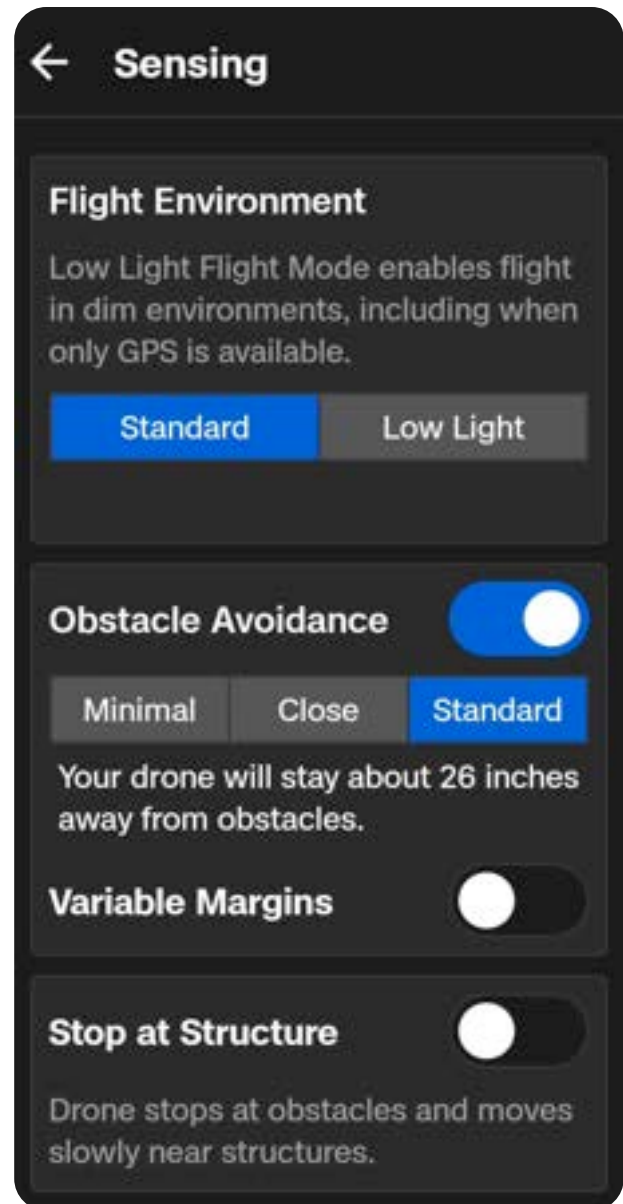 Sensing
Flight Environment
Low Light Flight Mode enables flight
in dim environments, including when
only GPS is available.
Standard Low Light
Obstacle Avoidance
Minimal Close Standard
Your drone will stay about 26 inches
away from obstacles.
Variable Margins
Stop at Structure
Drone stops at obstacles and moves
slowly near structures.